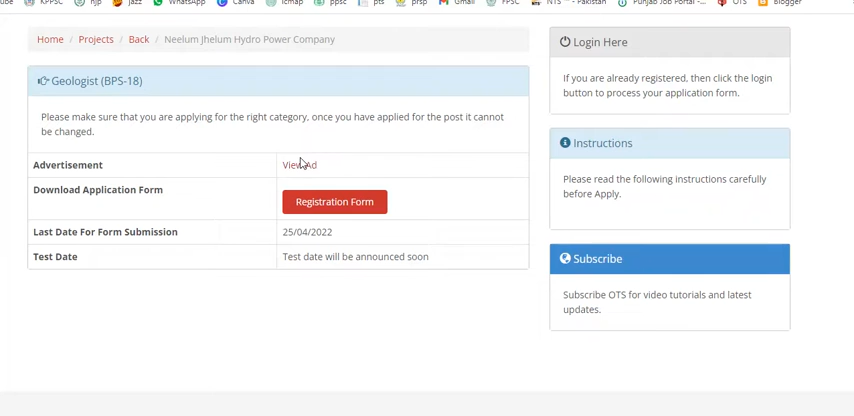 KPPSC njp jazz WhatsApp Canva icmap ppsc pts prsp Gmail FPSC NTS ™ - Pakistan Punjab Job Portal -... OTS Blogger
Home / Projects / Back / Neelum Jhelum Hydro Power Company
Geologist (BPS-18)
Please make sure that you are applying for the right category, once you have applied for the post it cannot
be changed.
Advertisement View Ad
Download Application Form
Registration Form
Last Date For Form Submission 25/04/2022
Test Date Test date will be announced soon
Login Here
If you are already registered, then click the login
button to process your application form.
Instructions
Please read the following instructions carefully
before Apply.
Subscribe
Subscribe OTS for video tutorials and latest
updates.